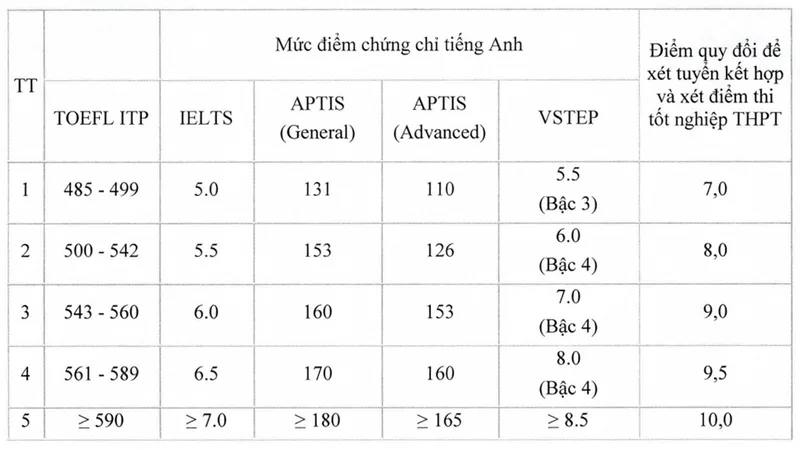 TT
Mức điểm chứng chỉ tiếng Anh
Điểm quy đổi để
xét tuyển kết hợp
và xét điểm thi
tốt nghiệp THPT
TOEFL ITP
IELTS
APTIS
(General)
APTIS
(Advanced)
VSTEP
1
485 - 499
5.0
131
110
5.5
(Bậc 3)
7,0
2
500 - 542
5.5
153
126
6.0
(Bậc 4)
8,0
3
543 - 560
6.0
160
153
7.0
(Bậc 4)
9,0
4
561 - 589
6.5
170
160
8.0
(Bậc 4)
9,5
5
≥ 590
≥ 7.0
≥ 180
≥ 165
≥ 8.5
10,0